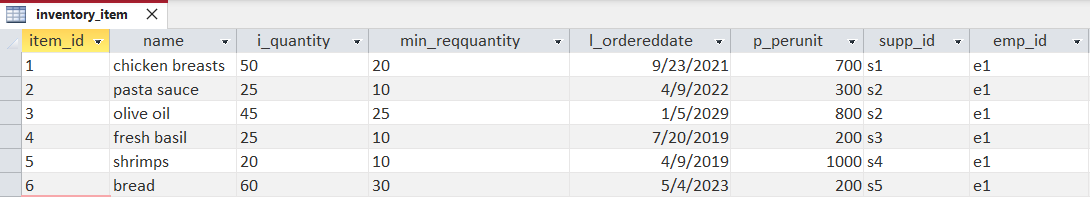 inventory_item
item_id name i_quantity min_reqquantity l_ordereddate p_perunit supp_id emp_id
1 chicken breasts 50 20 9/23/2021 700 s1 e1
2 pasta sauce 25 10 4/9/2022 300 s2 e1
3 olive oil 45 25 1/5/2029 800 s2 e1
4 fresh basil 25 10 7/20/2019 200 s3 e1
5 shrimps 20 10 4/9/2019 1000 s4 e1
6 bread 60 30 5/4/2023 200 s5 e1